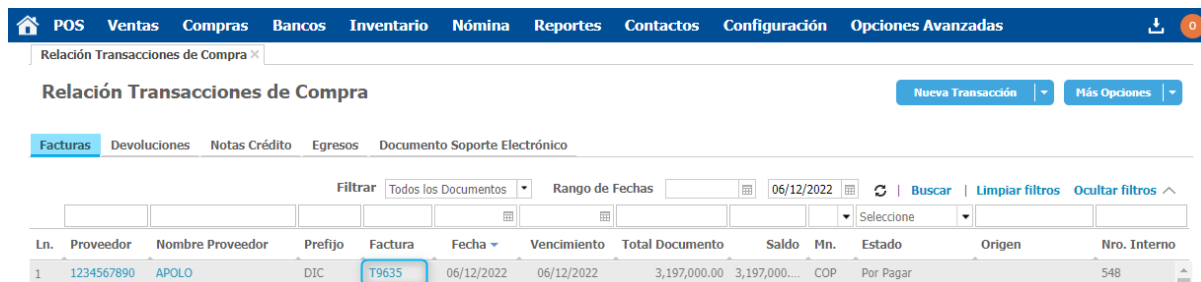 POS Ventas Compras Bancos Inventario Nómina Reportes Contactos Configuración Opciones Avanzadas 0
Relación Transacciones de Compra ×
Relación Transacciones de Compra
Nueva Transacción Más Opciones
Facturas Devoluciones Notas Crédito Egresos Documento Soporte Electrónico
Filtrar Todos los Documentos Rango de Fechas 06/12/2022 | Buscar | Limpiar filtros Ocultar filtros
Seleccione
Ln. Proveedor Nombre Proveedor Prefijo Factura Fecha Vencimiento Total Documento Saldo Mn. Estado Origen Nro. Interno
1 1234567890 APOLO DIC T9635 06/12/2022 06/12/2022 3,197,000.00 3,197,000.... COP Por Pagar 548